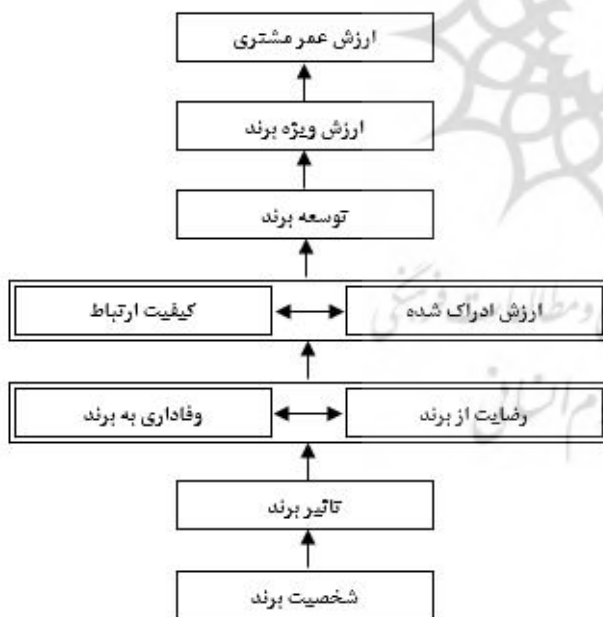 ارزش عمر مشتری
ارزش ویژه برند
توسعه برند
ارزش ادراک شده
کیفیت ارتباط
رضایت از برند
وفاداری به برند
تاثیر برند
شخصیت برند